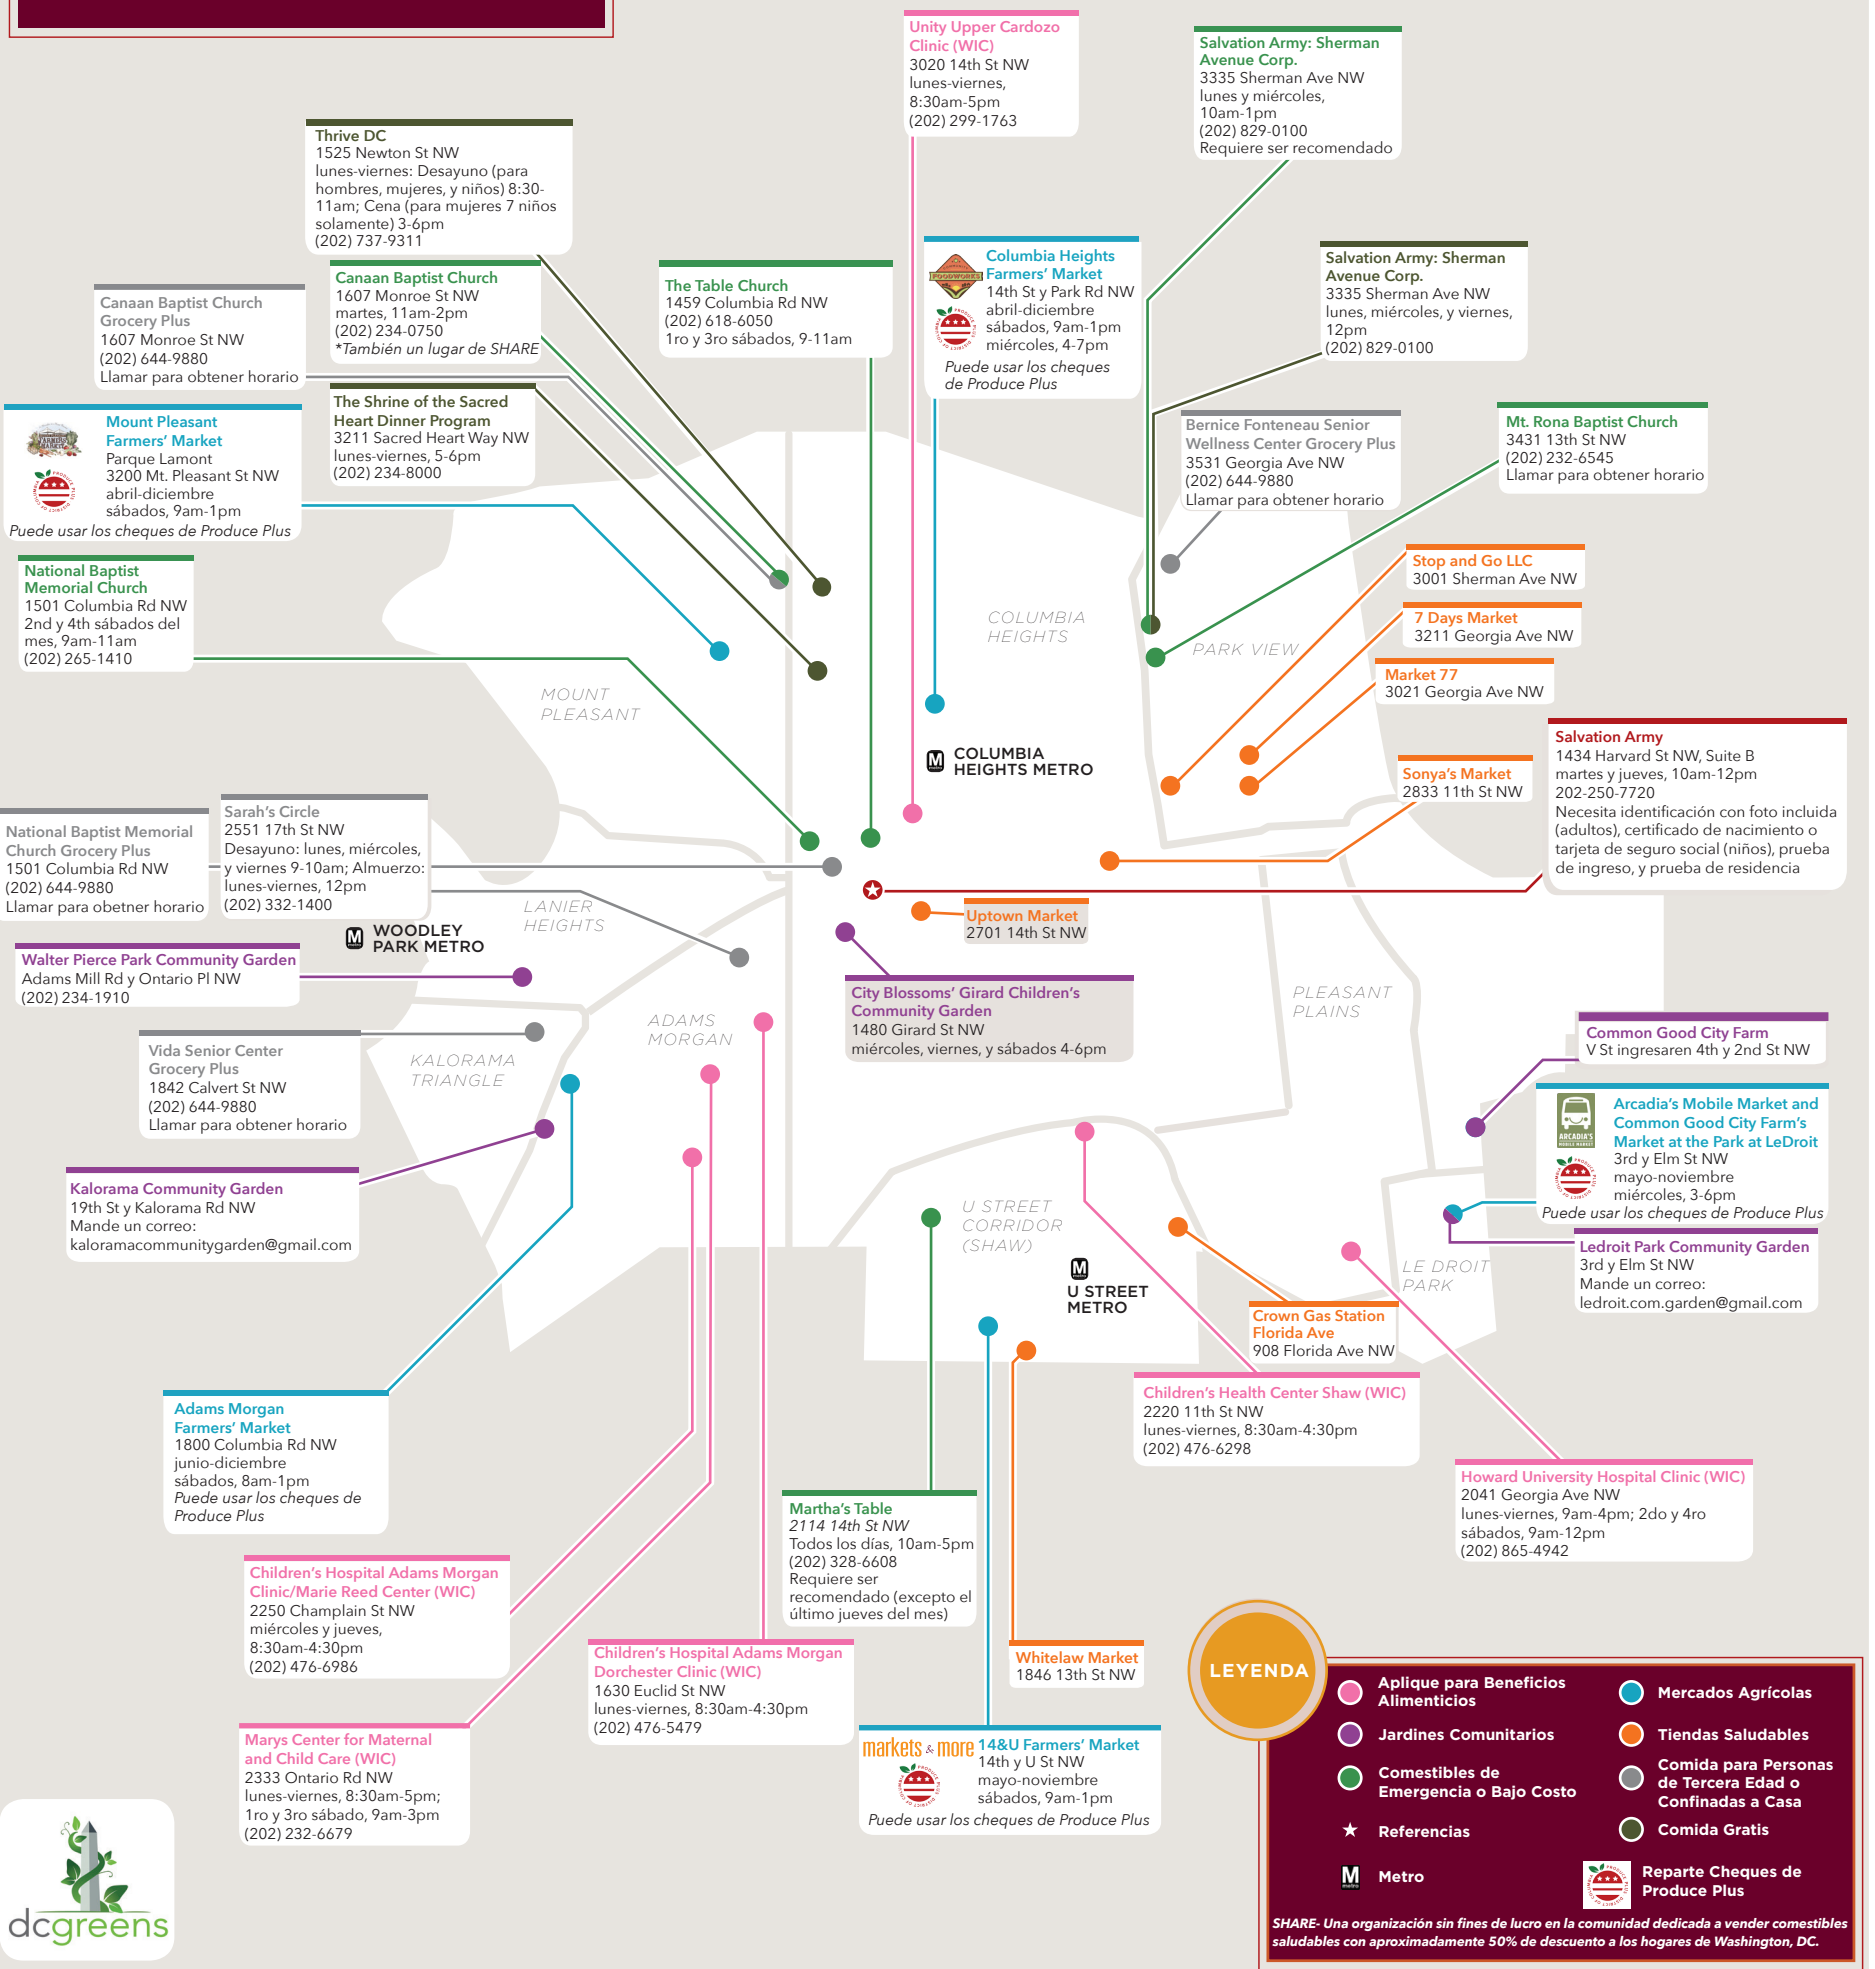 Unity Upper Cardozo
Clinic (WIC)
3020 14th St NW
lunes-viernes,
8:30am-5pm
(202) 299-1763
Salvation Army: Sherman
Avenue Corp.
3335 Sherman Ave NW
lunes y miércoles,
10am-1pm
(202) 829-0100
Requiere ser recomendado
Thrive DC
1525 Newton St NW
lunes-viernes: Desayuno (para
hombres, mujeres, y niños) 8:30-
11am; Cena (para mujeres 7 niños
solamente) 3-6pm
(202) 737-9311
Canaan Baptist Church
Grocery Plus
1607 Monroe St NW
(202) 644-9880
Llamar para obtener horario
Canaan Baptist Church
1607 Monroe St NW
martes, 11am-2pm
(202) 234-0750
*También un lugar de SHARE
The Table Church
1459 Columbia Rd NW
(202) 618-6050
1ro y 3ro sábados, 9-11am
FOODWORKS
Columbia Heights
Farmers' Market
14th St y Park Rd NW
abril-diciembre
sábados, 9am-1pm
miércoles, 4-7pm
Puede usar los cheques
de Produce Plus
Salvation Army: Sherman
Avenue Corp.
3335 Sherman Ave NW
lunes, miércoles, y viernes,
12pm
(202) 829-0100
The Shrine of the Sacred
Heart Dinner Program
3211 Sacred Heart Way NW
lunes-viernes, 5-6pm
(202) 234-8000
Mount Pleasant
Farmers' Market
Parque Lamont
3200 Mt. Pleasant St NW
abril-diciembre
sábados, 9am-1pm
Puede usar los cheques de Produce Plus
Bernice Fonteneau Senior
Wellness Center Grocery Plus
3531 Georgia Ave NW
(202) 644-9880
Llamar para obtener horario
Mt. Rona Baptist Church
3431 13th St NW
(202) 232-6545
Llamar para obtener horario
National Baptist
Memorial Church
1501 Columbia Rd NW
2nd y 4th sábados del
mes, 9am-11am
(202) 265-1410
Stop and Go LLC
3001 Sherman Ave NW
7 Days Market
3211 Georgia Ave NW
Market 77
3021 Georgia Ave NW
COLUMBIA
HEIGHTS
PARK VIEW
MOUNT
PLEASANT
COLUMBIA
HEIGHTS METRO
Sonya's Market
2833 11th St NW
Salvation Army
1434 Harvard St NW, Suite B
martes y jueves, 10am-12pm
202-250-7720
Necesita identificación con foto incluida
(adultos), certificado de nacimiento o
tarjeta de seguro social (niños), prueba
de ingreso, y prueba de residencia
National Baptist Memorial
Church Grocery Plus
1501 Columbia Rd NW
(202) 644-9880
Llamar para obetner horario
Sarah's Circle
2551 17th St NW
Desayuno: lunes, miércoles,
y viernes 9-10am; Almuerzo:
lunes-viernes, 12pm
(202) 332-1400
LANIER
HEIGHTS
WOODLEY
PARK METRO
Uptown Market
2701 14th St NW
Walter Pierce Park Community Garden
Adams Mill Rd y Ontario Pl NW
(202) 234-1910
City Blossoms' Girard Children's
Community Garden
1480 Girard St NW
miércoles, viernes, y sábados 4-6pm
PLEASANT
PLAINS
ADAMS
MORGAN
Vida Senior Center
Grocery Plus
1842 Calvert St NW
(202) 644-9880
Llamar para obtener horario
KALORAMA
TRIANGLE
Common Good City Farm
V St ingresaren 4th y 2nd St NW
ARCADIA'S
MOBILE MARKET
Arcadia's Mobile Market and
Common Good City Farm's
Market at the Park at LeDroit
3rd y Elm St NW
mayo-noviembre
miércoles, 3-6pm
Puede usar los cheques de Produce Plus
Kalorama Community Garden
19th St y Kalorama Rd NW
Mande un correo:
kaloramacommunitygarden@gmail.com
U STREET
CORRIDOR
(SHAW)
U STREET
METRO
LE DROIT
PARK
Ledroit Park Community Garden
3rd y Elm St NW
Mande un correo:
ledroit.com.garden@gmail.com
Crown Gas Station
Florida Ave
908 Florida Ave NW
Adams Morgan
Farmers' Market
1800 Columbia Rd NW
junio-diciembre
sábados, 8am-1pm
Puede usar los cheques de
Produce Plus
Children's Health Center Shaw (WIC)
2220 11th St NW
lunes-viernes, 8:30am-4:30pm
(202) 476-6298
Howard University Hospital Clinic (WIC)
2041 Georgia Ave NW
lunes-viernes, 9am-4pm; 2do y 4ro
sábados, 9am-12pm
(202) 865-4942
Martha's Table
2114 14th St NW
Todos los días, 10am-5pm
(202) 328-6608
Requiere ser
recomendado (excepto el
último jueves del mes)
Children's Hospital Adams Morgan
Clinic/Marie Reed Center (WIC)
2250 Champlain St NW
miércoles y jueves,
8:30am-4:30pm
(202) 476-6986
Children's Hospital Adams Morgan
Dorchester Clinic (WIC)
1630 Euclid St NW
lunes-viernes, 8:30am-4:30pm
(202) 476-5479
Whitelaw Market
1846 13th St NW
Marys Center for Maternal
and Child Care (WIC)
2333 Ontario Rd NW
lunes-viernes, 8:30am-5pm;
1ro y 3ro sábado, 9am-3pm
(202) 232-6679
markets & more
14&U Farmers' Market
14th y U St NW
mayo-noviembre
sábados, 9am-1pm
Puede usar los cheques de Produce Plus
LEYENDA
Aplique para Beneficios
Alimenticios
Jardines Comunitarios
Comestibles de
Emergencia o Bajo Costo
Referencias
M Metro
Mercados Agrícolas
Tiendas Saludables
Comida para Personas
de Tercera Edad o
Confinadas a Casa
Comida Gratis
Reparte Cheques de
Produce Plus
SHARE- Una organización sin fines de lucro en la comunidad dedicada a vender comestibles
saludables con aproximadamente 50% de descuento a los hogares de Washington, DC.
dcgreens